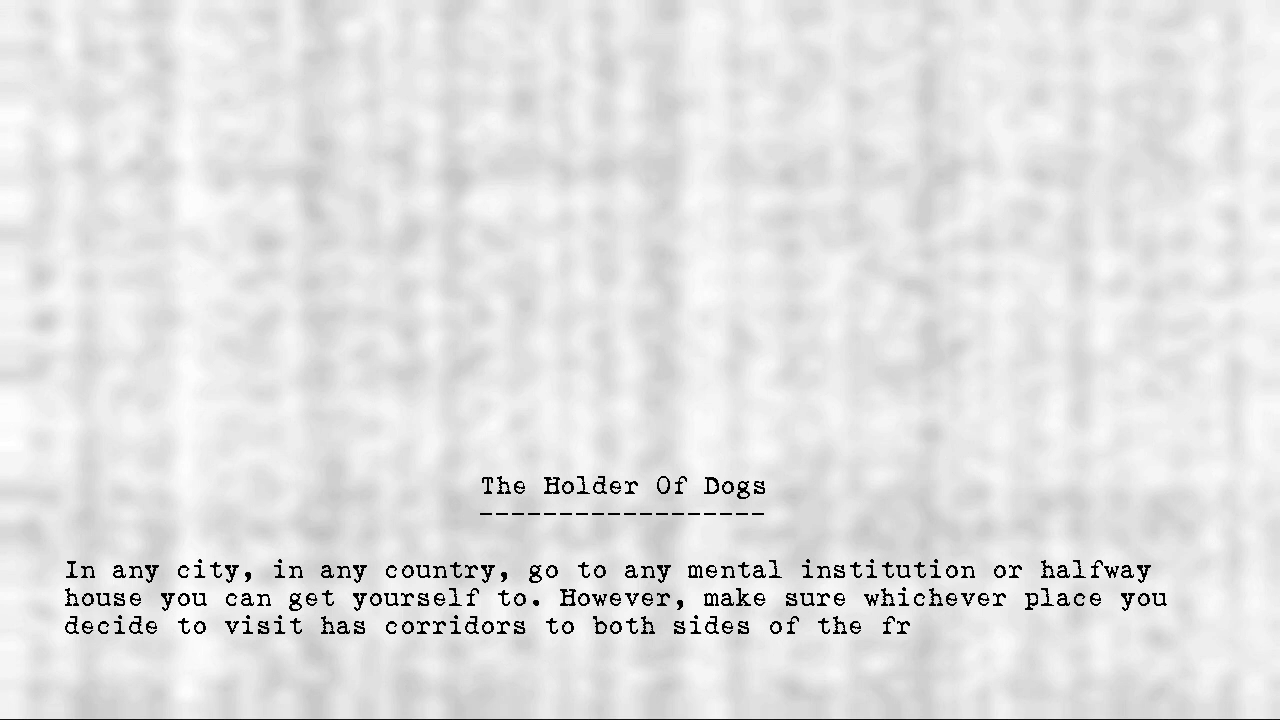 The Holder Of Dogs
------------------
In any city, in any country, go to any mental institution or halfway
house you can get yourself to. However, make sure whichever place you
decide to visit has corridors to both sides of the fr